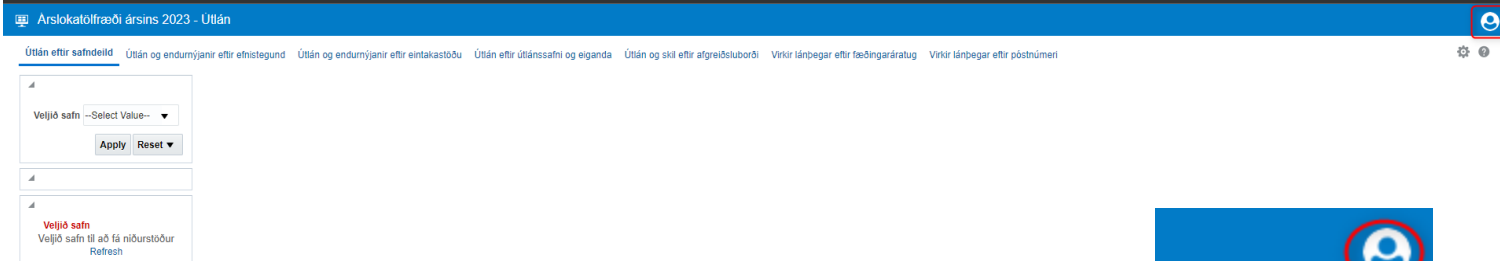 Árslokatölfræði ársins 2023 - Útlán
Útlán eftir safndeild Útlán og endurnýjanir eftir efnistegund Útlán og endurnýjanir eftir eintakastöðu Útlán eftir útlánssafni og eiganda Útlán og skil eftir afgreiðsluborði Virkir lánþegar eftir fæðingaráratug Virkir lánþegar eftir póstnúmeri
Veljið safn --Select Value--
Apply Reset
Veljið safn
Veljið safn til að fá niðurstöður
Refresh